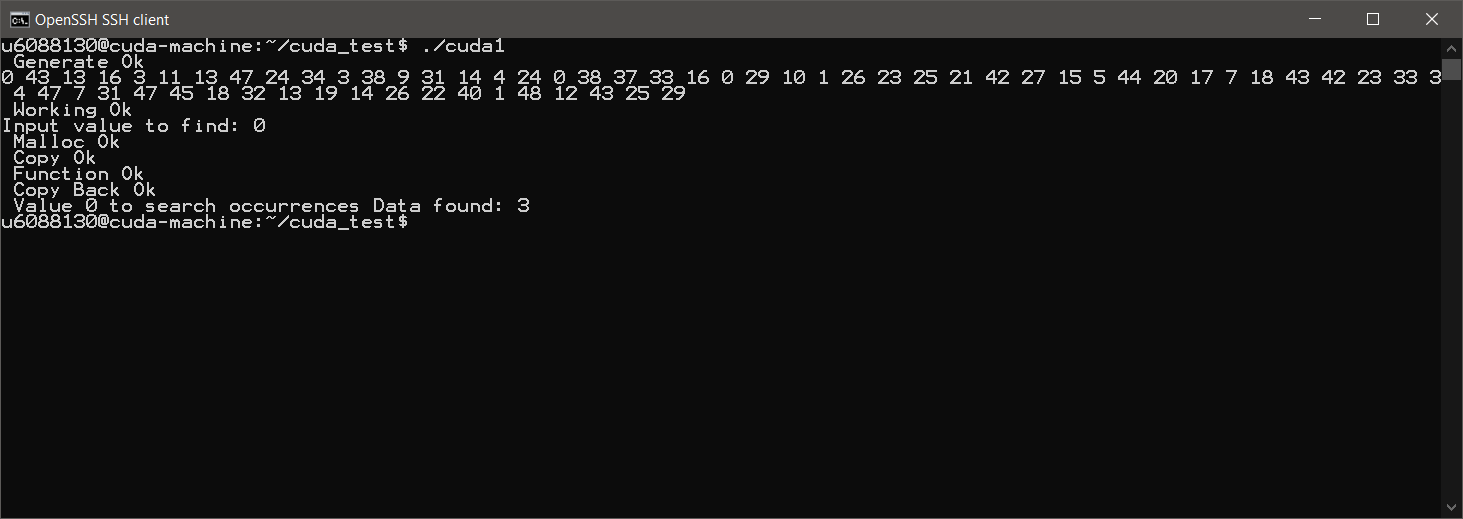 OpenSSH SSH client
u6088130@cuda-machine:~/cuda_test$ ./cuda1
Generate Ok
0 43 13 16 3 11 13 47 24 34 3 38 9 31 14 4 24 0 38 37 33 16 0 29 10 1 26 23 25 21 42 27 15 5 44 20 17 7 18 43 42 23 33 3
4 47 7 31 47 45 18 32 13 19 14 26 22 40 1 48 12 43 25 29
Working Ok
Input value to find: 0
Malloc Ok
Copy Ok
Function Ok
Copy Back Ok
Value 0 to search occurrences Data found: 3
u6088130@cuda-machine:~/cuda_test$